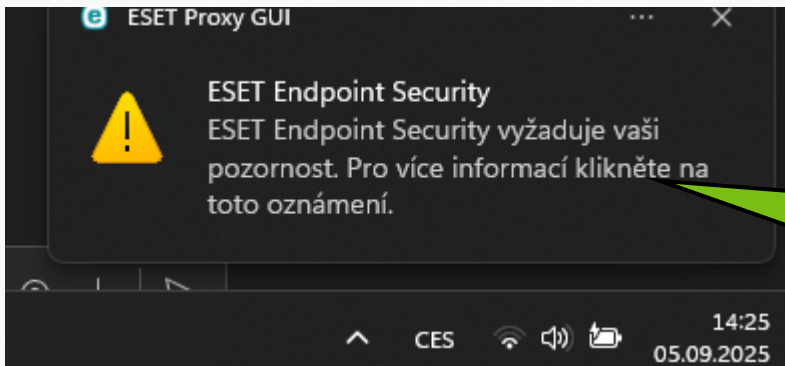 ESET Proxy GUI
ESET Endpoint Security
ESET Endpoint Security vyžaduje vaši
pozornost. Pro více informací klikněte na
toto oznámení.
CES
14:25
05.09.2025